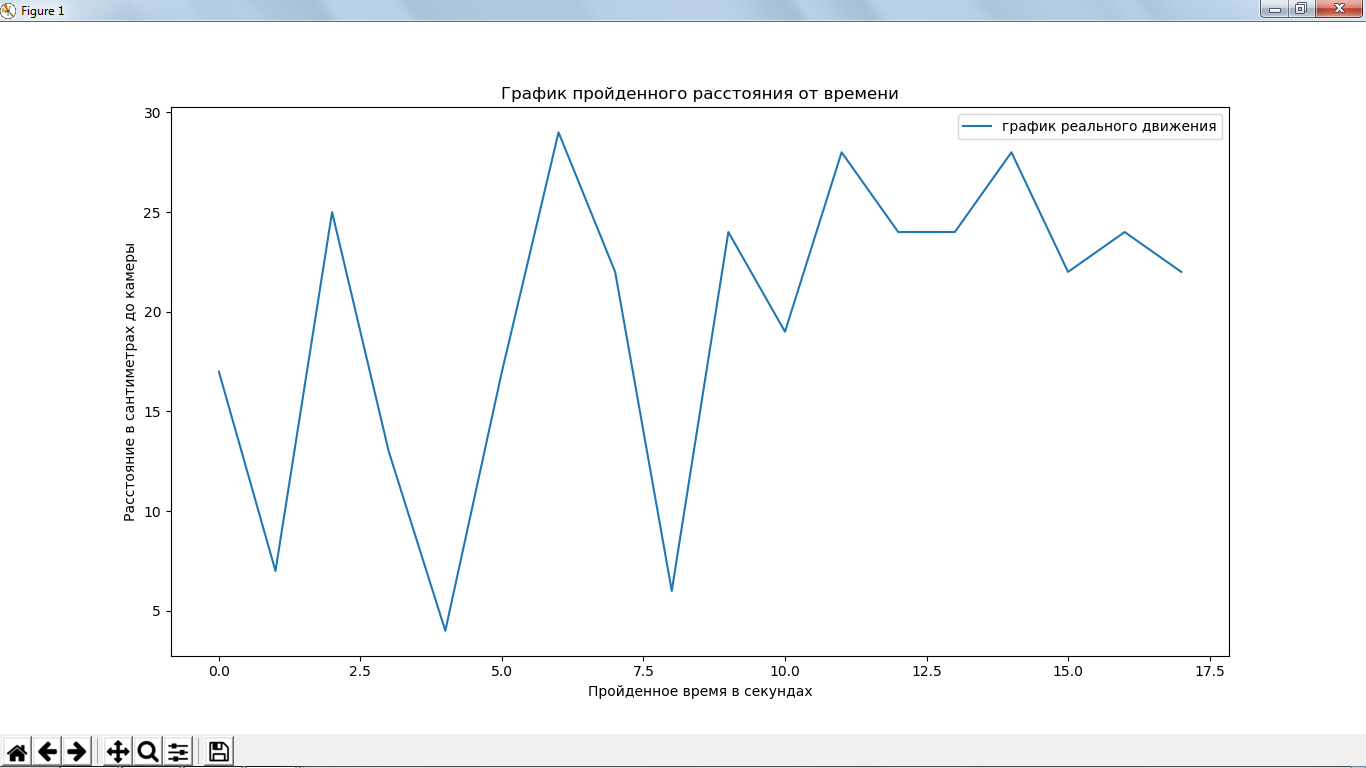 Figure 1
График пройденного расстояния от времени
график реального движения
Расстояние в сантиметрах до камеры
30
25
20
15
10
5
0.0 2.5 5.0 7.5 10.0 12.5 15.0 17.5
Пройденное время в секундах